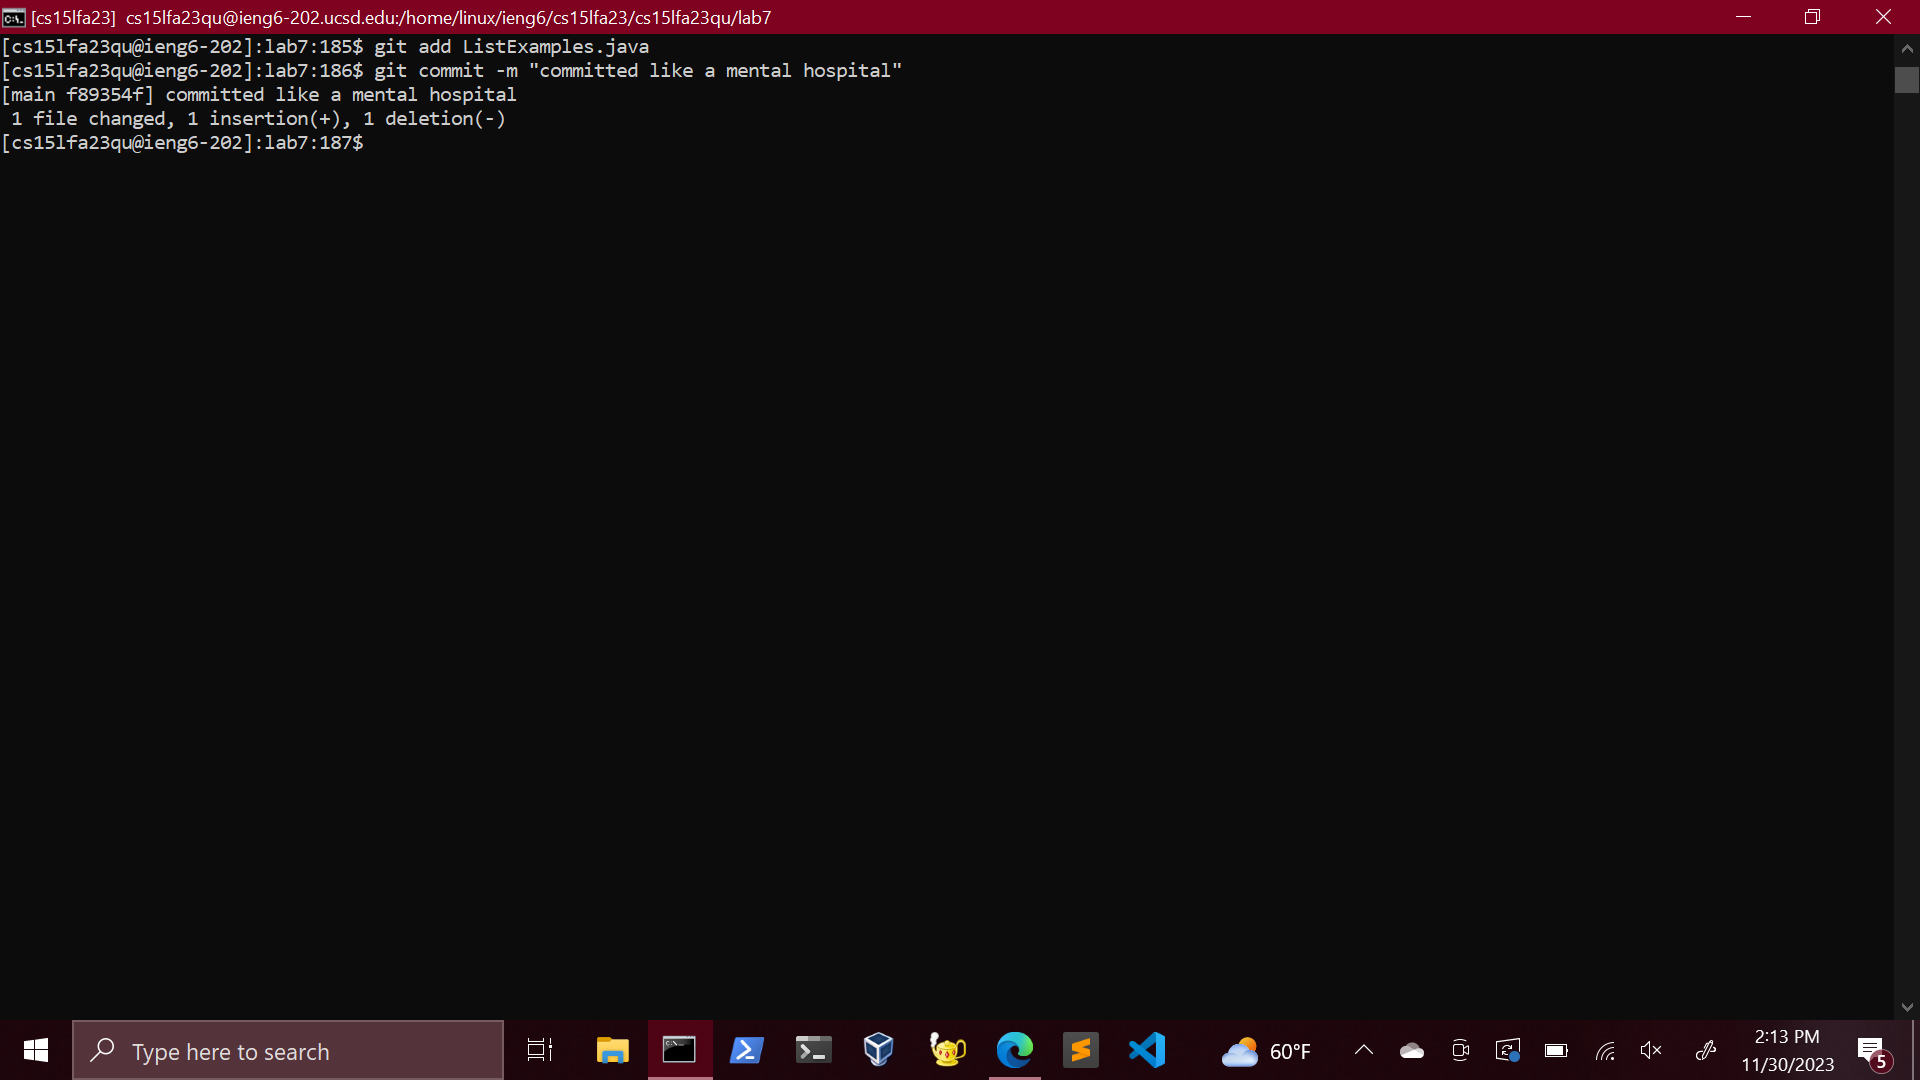 [cs15lfa23] cs15lfa23qu@ieng6-202.ucsd.edu:/home/linux/ieng6/cs15lfa23/cs15lfa23qu/lab7
[cs15lfa23qu@ieng6-202]:lab7:185$ git add ListExamples.java
[cs15lfa23qu@ieng6-202]:lab7:186$ git commit -m "committed like a mental hospital"
[main f89354f] committed like a mental hospital
1 file changed, 1 insertion(+), 1 deletion(-)
[cs15lfa23qu@ieng6-202]:lab7:187$
Type here to search
60°F
2:13 PM
11/30/2023
5